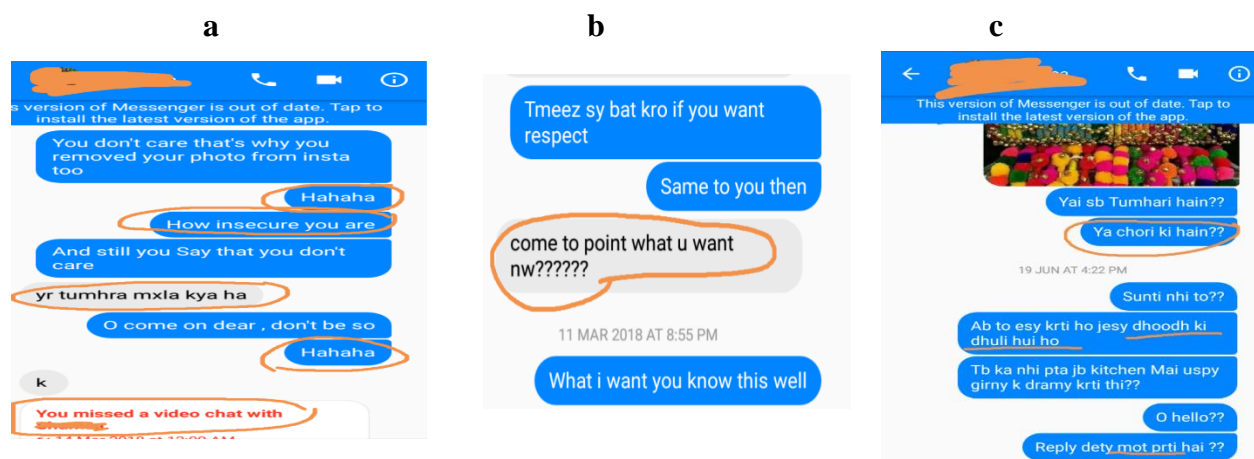 a
b
c
s version of Messenger is out of date. Tap to
install the latest version of the app.
You don't care that's why you
removed your photo from insta
too
Hahaha
How insecure you are
And still you Say that you don't
care
yr tumhra mxla kya ha
O come on dear , don't be so
Hahaha
k
You missed a video chat with
Tmeez sy bat kro if you want
respect
Same to you then
come to point what u want
nw??????
11 MAR 2018 AT 8:55 PM
What i want you know this well
This version of Messenger is out of date. Tap to
install the latest version of the app.
Yai sb Tumhari hain??
Ya chori ki hain??
19 JUN AT 4:22 PM
Sunti nhi to??
Ab to esy krti ho jesy dhoodh ki
dhuli hui ho
Tb ka nhi pta jb kitchen Mai uspy
girny k dramy krti thi??
O hello??
Reply dety mot prti hai ??